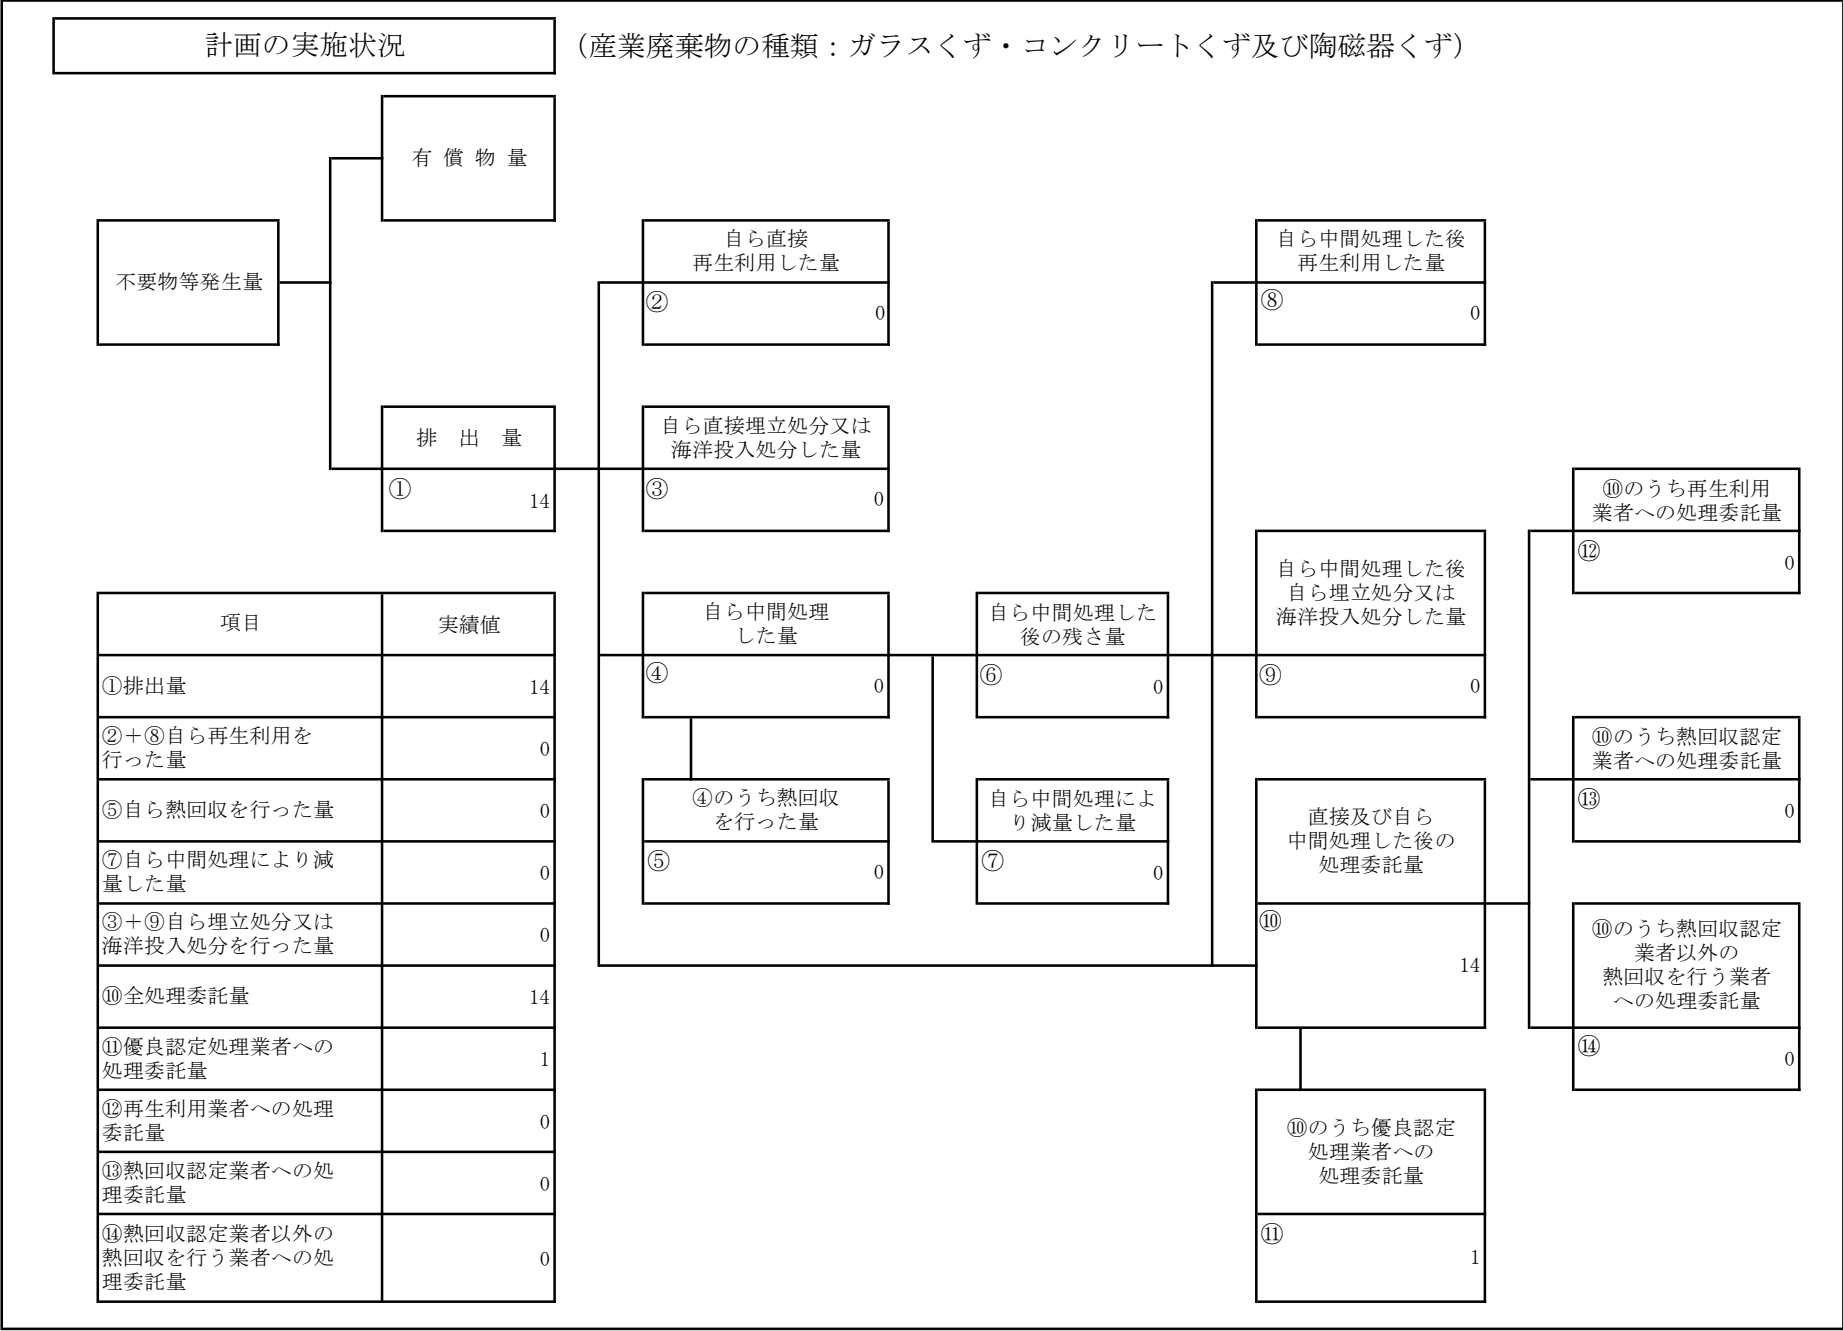 計画の実施状況
（産業廃棄物の種類：ガラスくず・コンクリートくず及び陶磁器くず）
有 償 物 量
不要物等発生量
自ら直接
再生利用した量
②
0
自ら中間処理した後
再生利用した量
⑧
0
排 出 量
①
14
自ら直接埋立処分又は
海洋投入処分した量
③
0
⑩のうち再生利用
業者への処理委託量
⑫
0
自ら中間処理した後
自ら埋立処分又は
海洋投入処分した量
⑨
0
自ら中間処理
した量
④
0
自ら中間処理した
後の残さ量
⑥
0
⑩のうち熱回収認定
業者への処理委託量
⑬
0
④のうち熱回収
を行った量
⑤
0
自ら中間処理によ
り減量した量
⑦
0
直接及び自ら
中間処理した後の
処理委託量
⑩
14
⑩のうち熱回収認定
業者以外の
熱回収を行う業者
への処理委託量
⑭
0
⑩のうち優良認定
処理業者への
処理委託量
⑪
1
項目
実績値
①排出量
14
②＋⑧自ら再生利用を
行った量
0
⑤自ら熱回収を行った量
0
⑦自ら中間処理により減
量した量
0
③＋⑨自ら埋立処分又は
海洋投入処分を行った量
0
⑩全処理委託量
14
⑪優良認定処理業者への
処理委託量
1
⑫再生利用業者への処理
委託量
0
⑬熱回収認定業者への処
理委託量
0
⑭熱回収認定業者以外の
熱回収を行う業者への処
理委託量
0